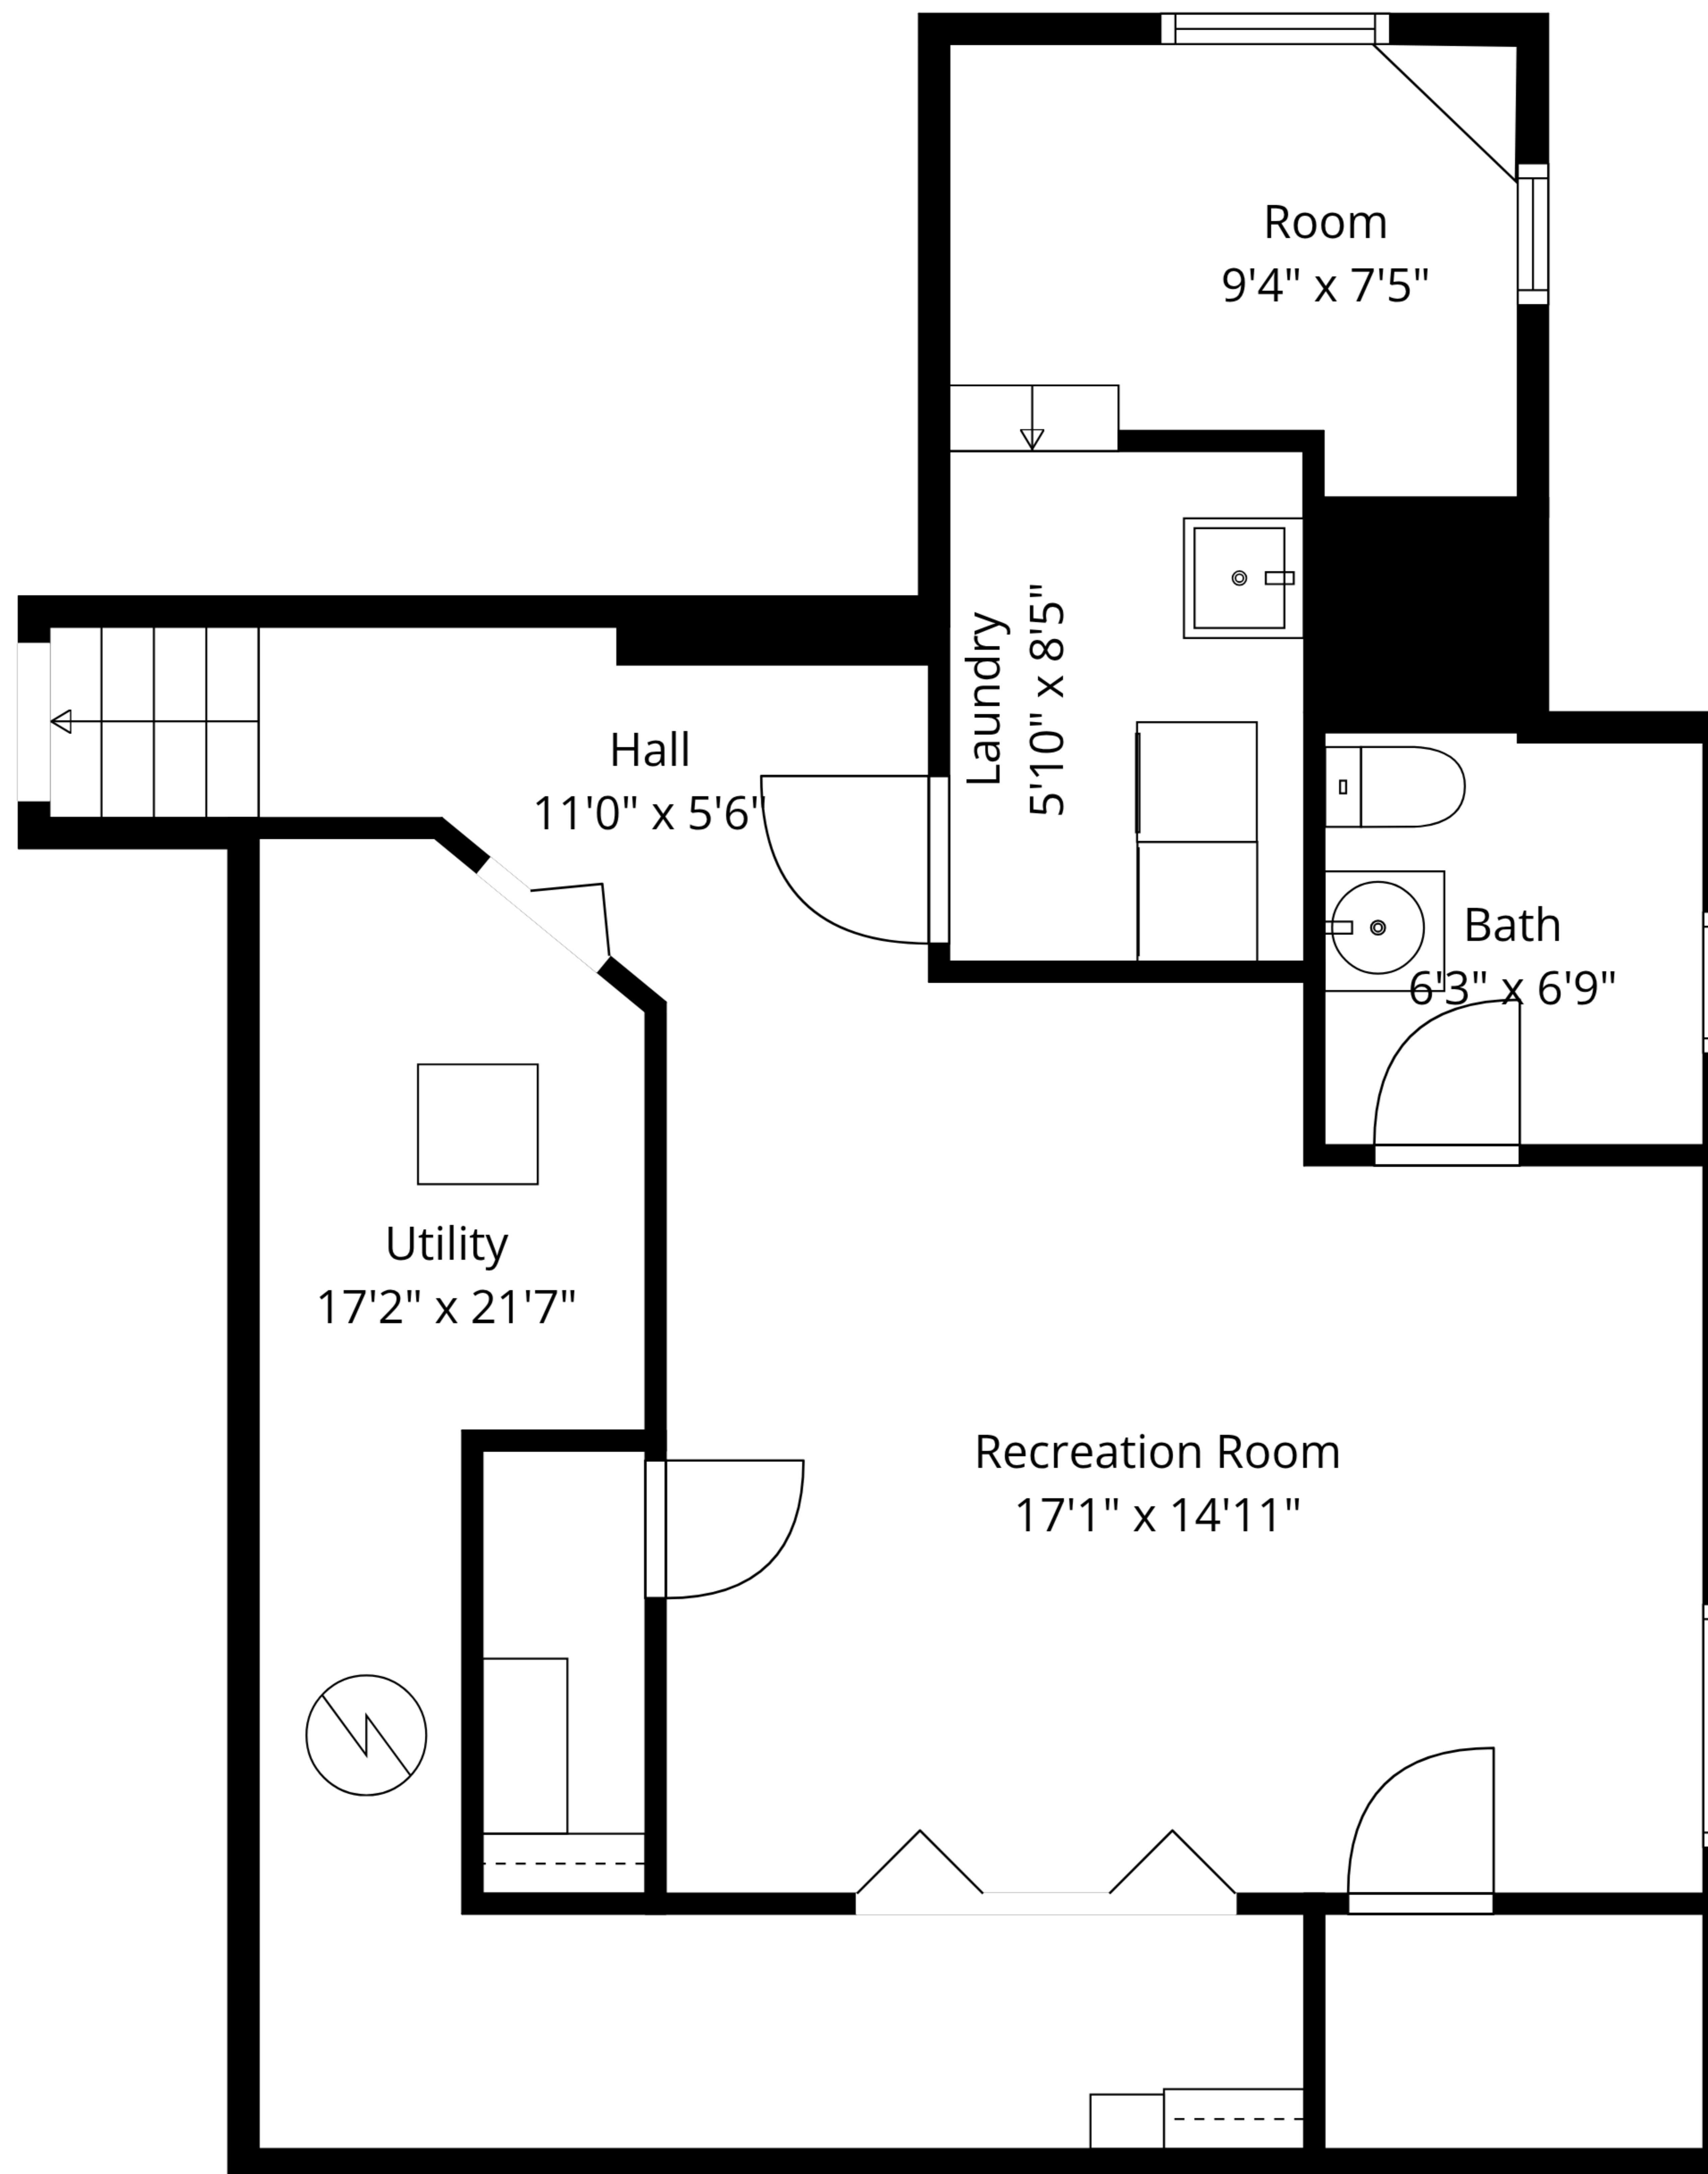 Room
9'4" x 7'5"
Laundry
5'10" x 8'5"
Hall
11'0" x 5'6"
Bath
6'3" x 6'9"
Utility
17'2" x 21'7"
Recreation Room
17'1" x 14'11"